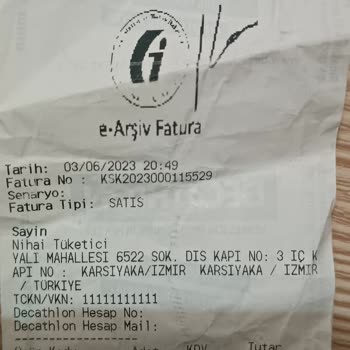 e-Arşiv Fatura
Tarih: 03/06/2023 20:49
Fatura No : KSK2023000115529
Senaryo:
Fatura Tipi: SATIS
Sayin
Nihai Tüketici
YALI MAHALLESI 6522 SOK. DIS KAPI NO: 3 IÇ K
API NO : KARSIYAKA/IZMIR KARSIYAKA / IZMIR
/ TURKIYE
TCKN/VKN: 11111111111
Decathlon Hesap No:
Decathlon Hesap Mail:
--------------------
KDV Tutar